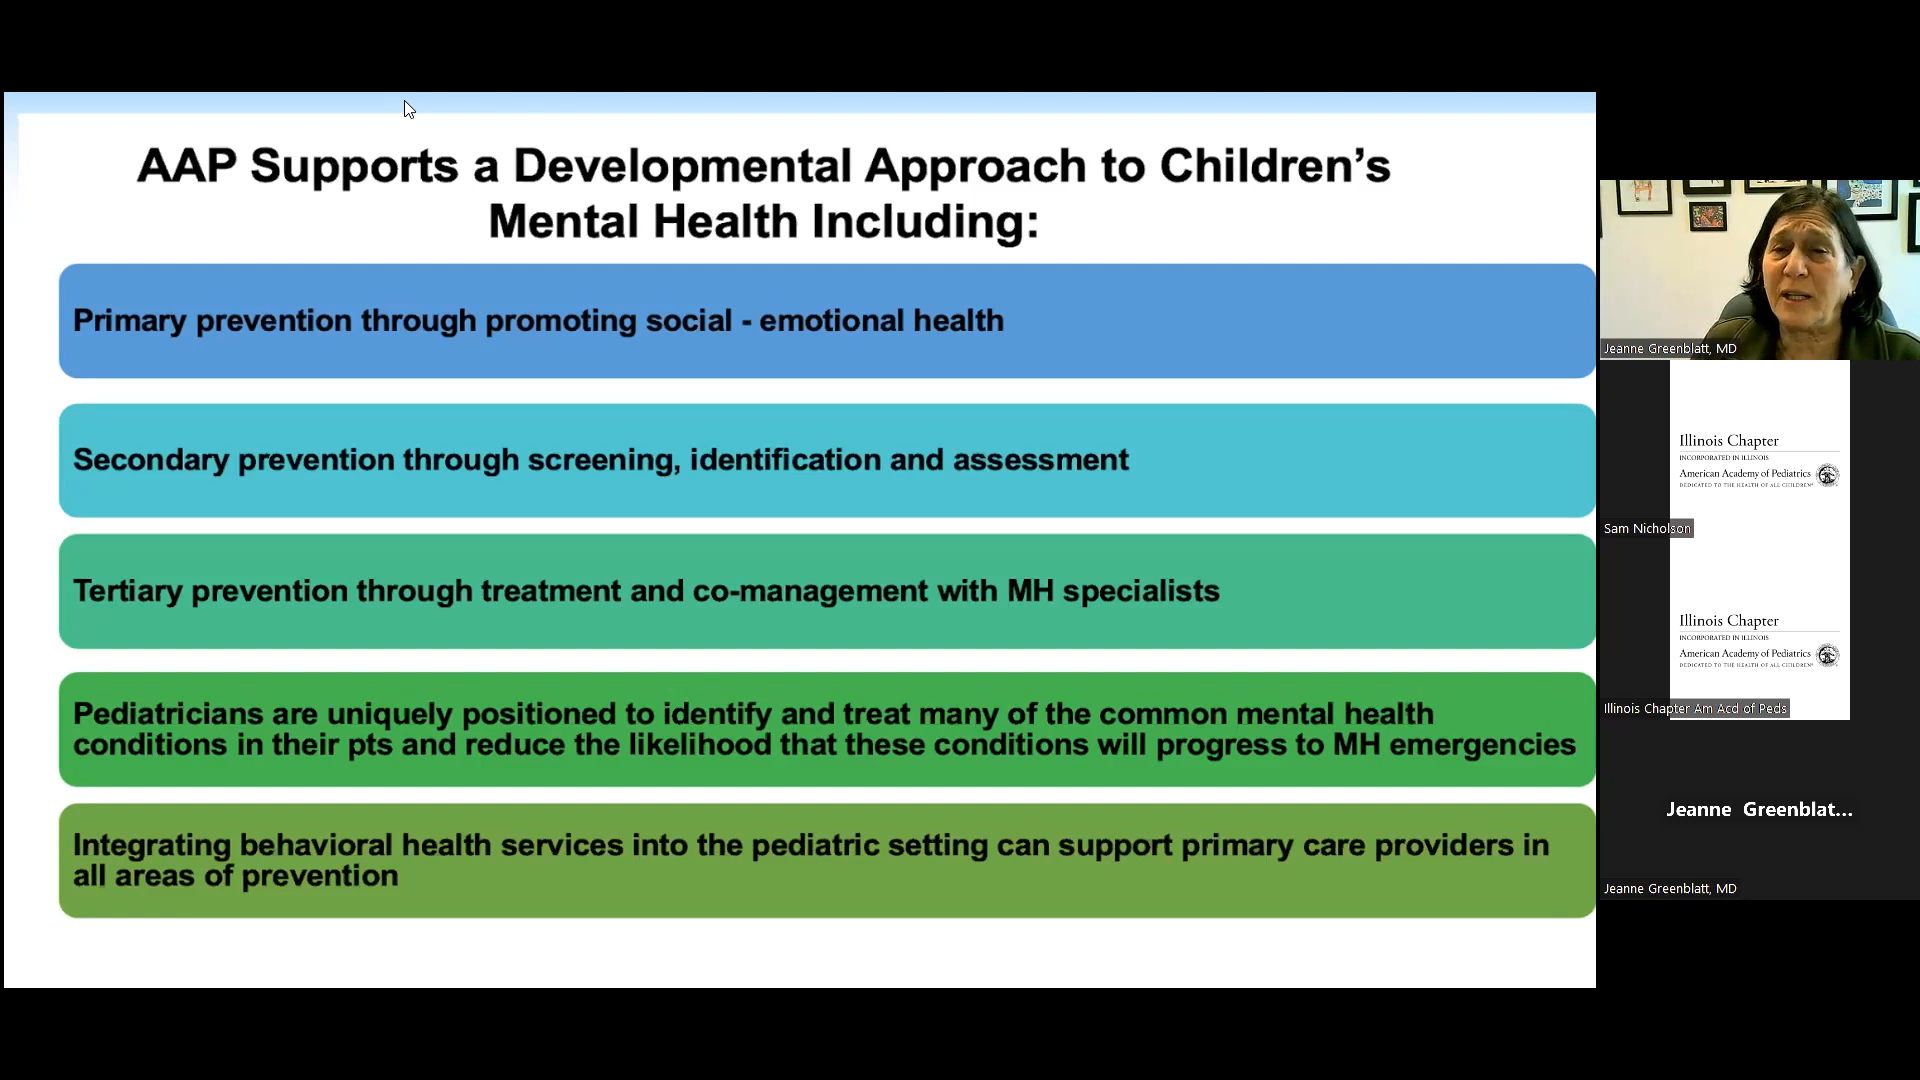 AAP Supports a Developmental Approach to Children’s
Mental Health Including:
Primary prevention through promoting social - emotional health
Secondary prevention through screening, identification and assessment
Tertiary prevention through treatment and co-management with MH specialists
Pediatricians are uniquely positioned to identify and treat many of the common mental health
conditions in their pts and reduce the likelihood that these conditions will progress to MH emergencies
Integrating behavioral health services into the pediatric setting can support primary care providers in
all areas of prevention
Jeanne Greenblatt, MD
Illinois Chapter
INCORPORATED IN ILLINOIS
American Academy of Pediatrics
DEDICATED TO THE HEALTH OF ALL CHILDREN®
Sam Nicholson
Illinois Chapter
INCORPORATED IN ILLINOIS
American Academy of Pediatrics
DEDICATED TO THE HEALTH OF ALL CHILDREN®
Illinois Chapter Am Acd of Peds
Jeanne Greenblat...
Jeanne Greenblatt, MD